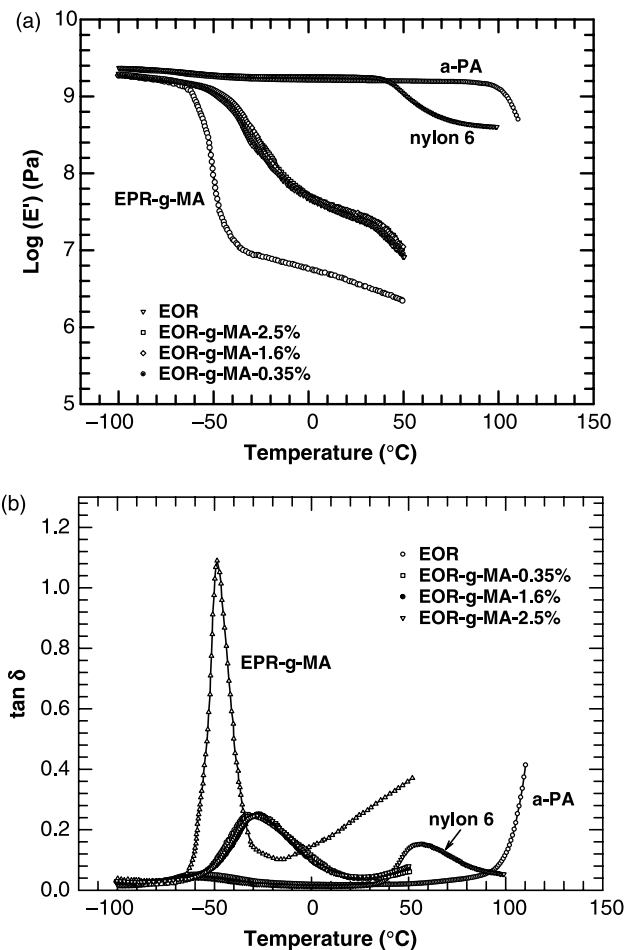 (a)
10
a-PA
9
nylon 6
8
EPR-g-MA
7
6
5
Log (E') (Pa)
EOR
EOR-g-MA-2.5%
EOR-g-MA-1.6%
EOR-g-MA-0.35%
−100 −50 0 50 100 150
Temperature (°C)
(b)
1.2
1.0
0.8
0.6
0.4
0.2
0.0
tan δ
EOR
EOR-g-MA-0.35%
EOR-g-MA-1.6%
EOR-g-MA-2.5%
EPR-g-MA
nylon 6
a-PA
−100 −50 0 50 100 150
Temperature (°C)